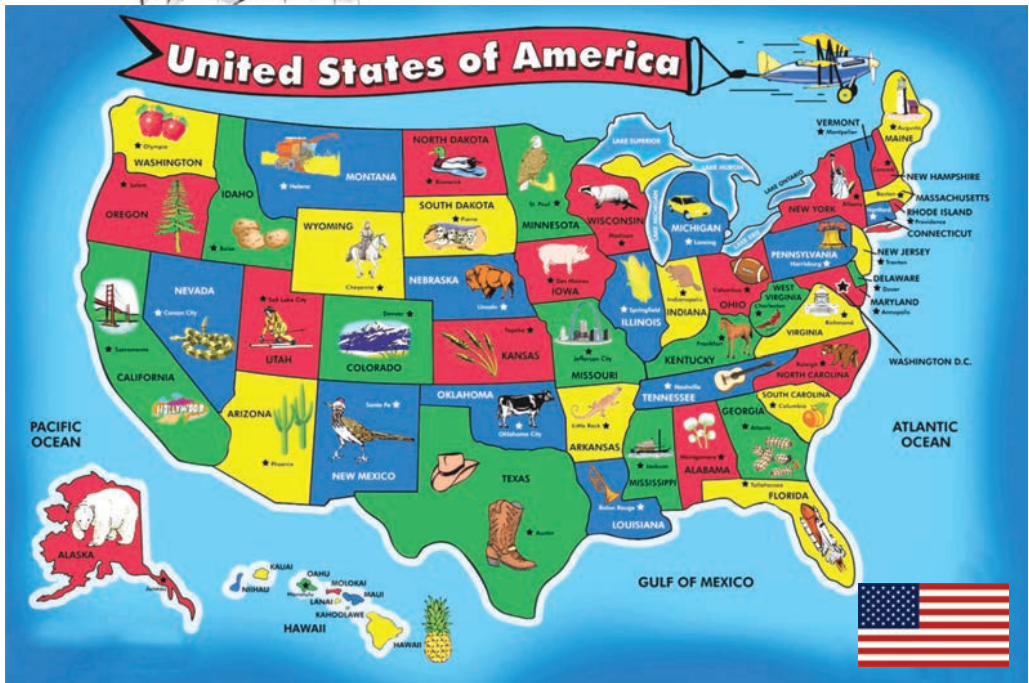 United States of America
VERMONT
Montpelier
MAINE
Augusta
LAKE SUPERIOR
LAKE HURON
LAKE MICHIGAN
LAKE ONTARIO
LAKE ERIE
Olympia
WASHINGTON
Salem
OREGON
IDAHO
Boise
MONTANA
Helena
NORTH DAKOTA
Bismarck
SOUTH DAKOTA
Pierre
MINNESOTA
St. Paul
WISCONSIN
Madison
MICHIGAN
Lansing
NEW YORK
Albany
Concord
NEW HAMPSHIRE
Boston
MASSACHUSETTS
Hartford
RHODE ISLAND
Providence
CONNECTICUT
PENNSYLVANIA
Harrisburg
NEW JERSEY
Trenton
DELAWARE
Dover
MARYLAND
Annapolis
WASHINGTON D.C.
WYOMING
Cheyenne
NEBRASKA
Lincoln
IOWA
Des Moines
ILLINOIS
Springfield
INDIANA
Indianapolis
OHIO
Columbus
WEST
VIRGINIA
Charleston
VIRGINIA
Richmond
NEVADA
Carson City
Salt Lake City
UTAH
Denver
COLORADO
Topeka
KANSAS
Jefferson City
MISSOURI
Frankfort
KENTUCKY
Sacramento
CALIFORNIA
HOLLYWOOD
ARIZONA
Phoenix
Santa Fe
NEW MEXICO
OKLAHOMA
Oklahoma City
Little Rock
ARKANSAS
Nashville
TENNESSEE
Raleigh
NORTH CAROLINA
SOUTH CAROLINA
Columbia
GEORGIA
Atlanta
Montgomery
ALABAMA
Jackson
MISSISSIPPI
TEXAS
Austin
Baton Rouge
LOUISIANA
Tallahassee
FLORIDA
PACIFIC
OCEAN
ATLANTIC
OCEAN
GULF OF MEXICO
ALASKA
Juneau
KAUAI
NIIHAU
OAHU
Honolulu
MOLOKAI
LANAI
MAUI
KAHOOLAWE
HAWAII
HAWAII